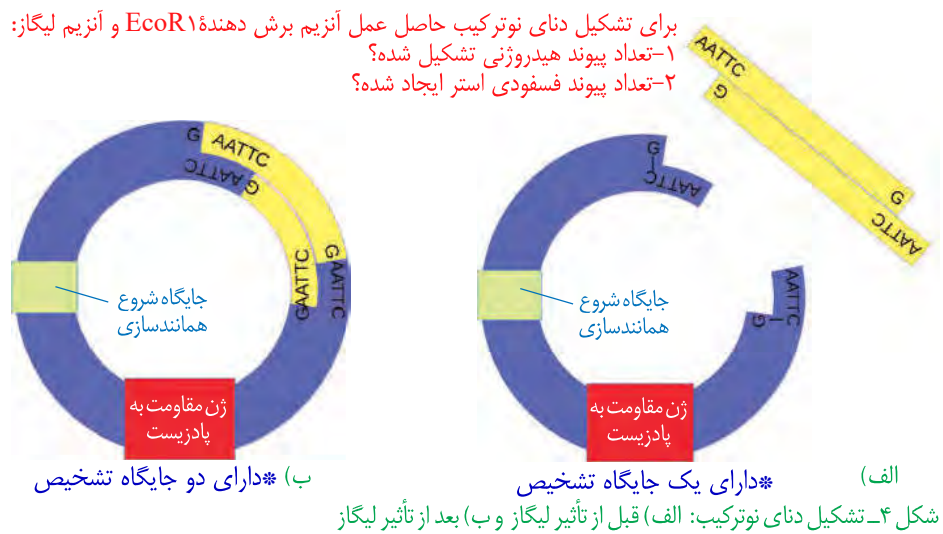 برای تشکیل دنای نوترکیب حاصل عمل آنزیم برش دهندهٔ EcoR۱ و آنزیم لیگاز:
۱-تعداد پیوند هیدروژنی تشکیل شده؟
۲-تعداد پیوند فسفودی استر ایجاد شده؟
AATTC
G
G
AATTC
G
AATTC
AATTC
G
جایگاه شروع
همانندسازی
ژن مقاومت به
پادزیست
G AATTC
AATTC G
G AATTC
AATTC
G
جایگاه شروع
همانندسازی
ژن مقاومت به
پادزیست
الف) *دارای یک جایگاه تشخیص
ب) *دارای دو جایگاه تشخیص
شکل ۴ـ تشکیل دنای نوترکیب: الف) قبل از تأثیر لیگاز و ب) بعد از تأثیر لیگاز